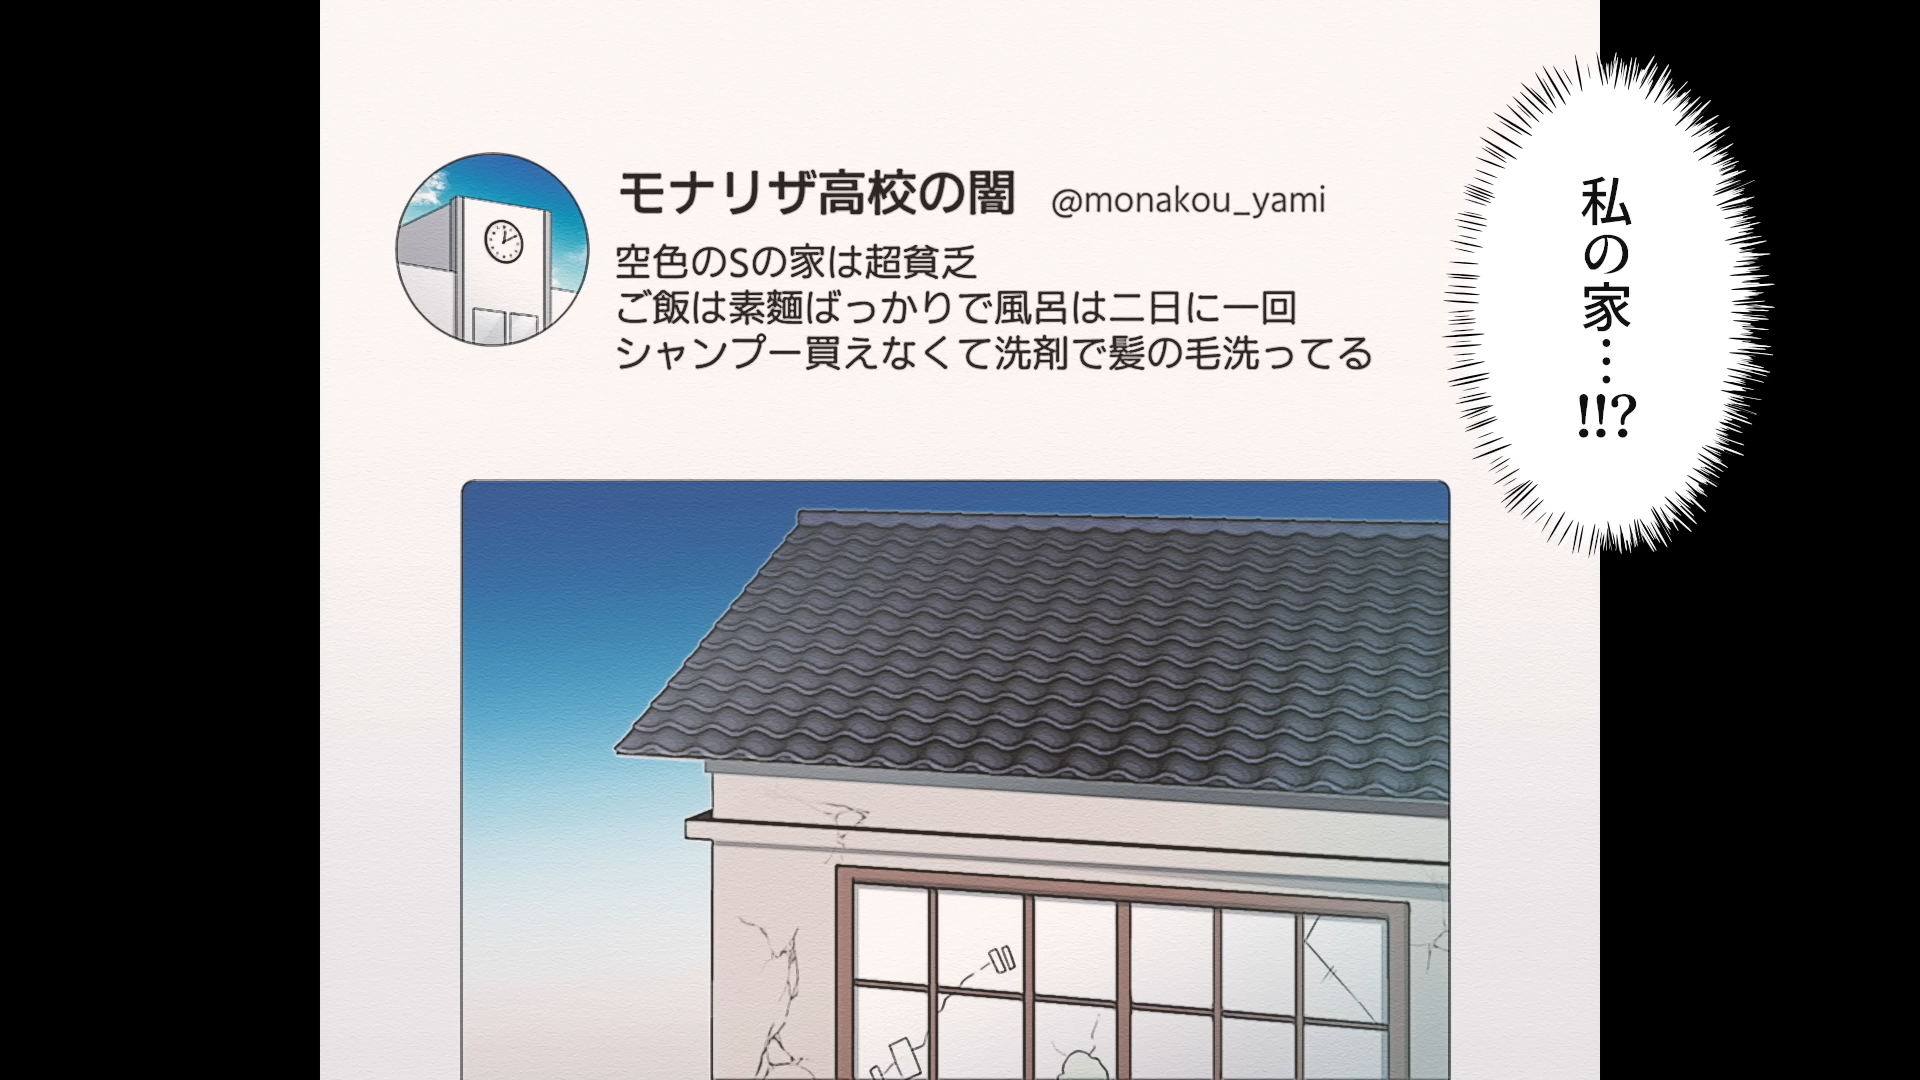 モナリザ高校の闇 @monakou_yami
空色のSの家は超貧乏
ご飯は素麺ばっかりで風呂は二日に一回
シャンプー買えなくて洗剤で髪の毛洗ってる
私の家…!!?